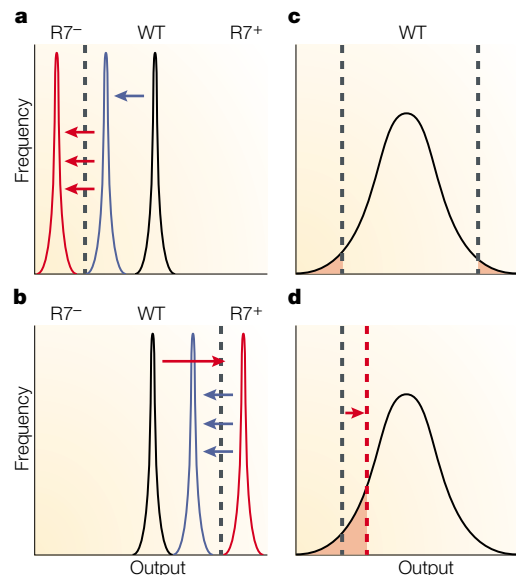 a
R7– WT R7+
Frequency
c
WT
b
R7– WT R7+
Frequency
Output
d
Output